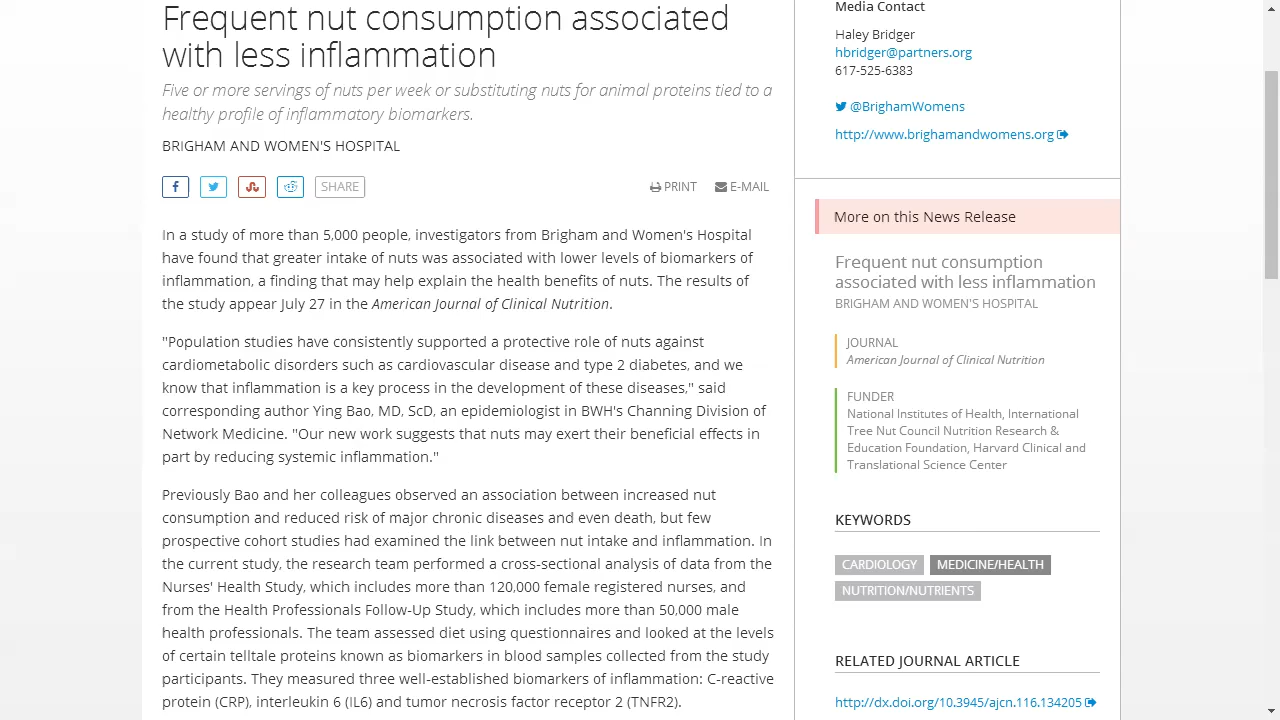 Frequent nut consumption associated
with less inflammation
Five or more servings of nuts per week or substituting nuts for animal proteins tied to a
healthy profile of inflammatory biomarkers.
BRIGHAM AND WOMEN'S HOSPITAL
SHARE
PRINT
E-MAIL
In a study of more than 5,000 people, investigators from Brigham and Women's Hospital
have found that greater intake of nuts was associated with lower levels of biomarkers of
inflammation, a finding that may help explain the health benefits of nuts. The results of
the study appear July 27 in the American Journal of Clinical Nutrition.
"Population studies have consistently supported a protective role of nuts against
cardiometabolic disorders such as cardiovascular disease and type 2 diabetes, and we
know that inflammation is a key process in the development of these diseases," said
corresponding author Ying Bao, MD, ScD, an epidemiologist in BWH's Channing Division of
Network Medicine. "Our new work suggests that nuts may exert their beneficial effects in
part by reducing systemic inflammation."
Previously Bao and her colleagues observed an association between increased nut
consumption and reduced risk of major chronic diseases and even death, but few
prospective cohort studies had examined the link between nut intake and inflammation. In
the current study, the research team performed a cross-sectional analysis of data from the
Nurses' Health Study, which includes more than 120,000 female registered nurses, and
from the Health Professionals Follow-Up Study, which includes more than 50,000 male
health professionals. The team assessed diet using questionnaires and looked at the levels
of certain telltale proteins known as biomarkers in blood samples collected from the study
participants. They measured three well-established biomarkers of inflammation: C-reactive
protein (CRP), interleukin 6 (IL6) and tumor necrosis factor receptor 2 (TNFR2).
Media Contact
Haley Bridger
hbridger@partners.org
617-525-6383
@BrighamWomens
http://www.brighamandwomens.org
More on this News Release
Frequent nut consumption
associated with less inflammation
BRIGHAM AND WOMEN'S HOSPITAL
JOURNAL
American Journal of Clinical Nutrition
FUNDER
National Institutes of Health, International
Tree Nut Council Nutrition Research &
Education Foundation, Harvard Clinical and
Translational Science Center
KEYWORDS
CARDIOLOGY
MEDICINE/HEALTH
NUTRITION/NUTRIENTS
RELATED JOURNAL ARTICLE
http://dx.doi.org/10.3945/ajcn.116.134205